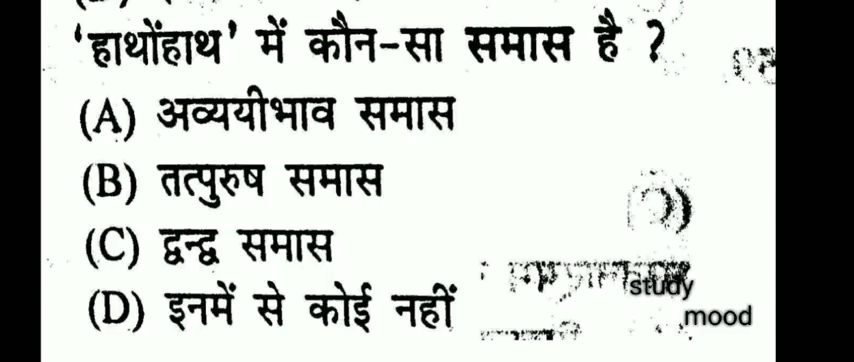 ‘हाथोंहाथ’ में कौन-सा समास है ?
(A) अव्ययीभाव समास
(B) तत्पुरुष समास
(C) द्वन्द्व समास
(D) इनमें से कोई नहीं
study
mood